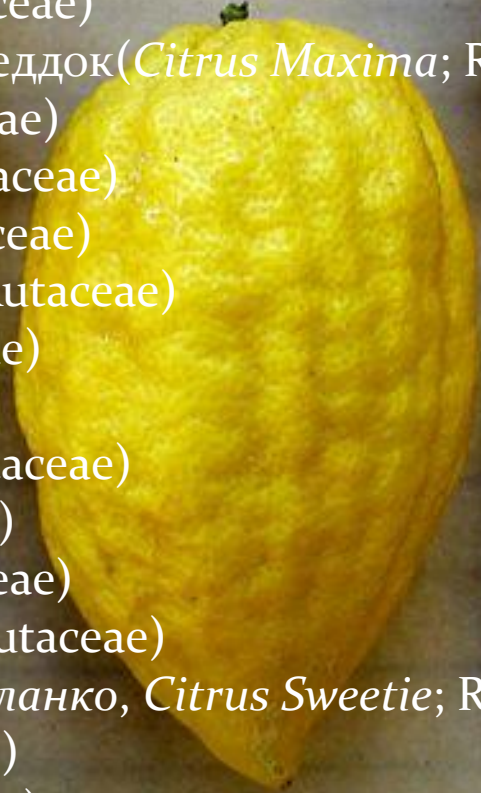 ceae)
еддок(Citrus Maxima; R
ae)
aceae)
ceae)
utaceae)
e)
aceae)
)
eae)
utaceae)
ланко, Citrus Sweetie; R
)
)